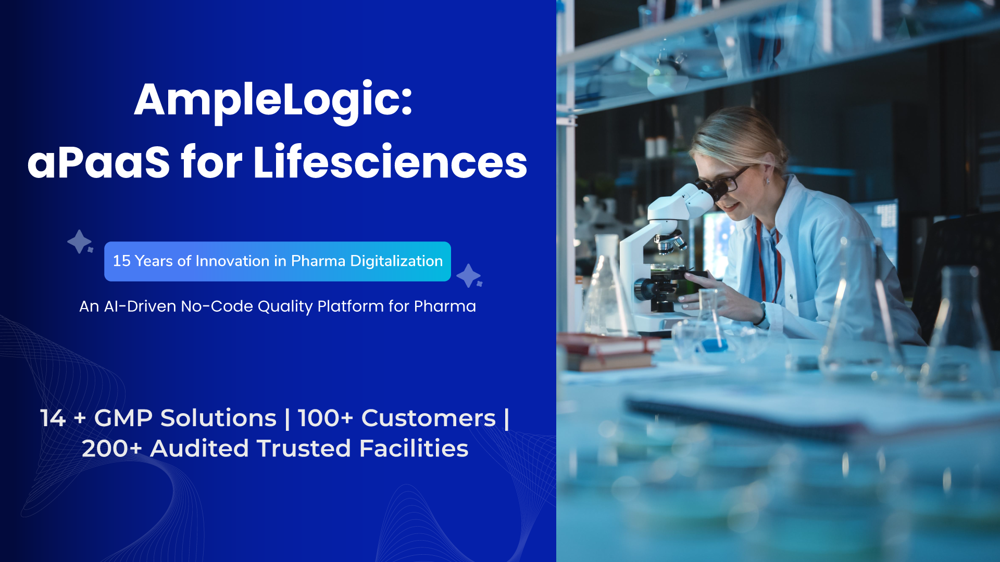 AmpleLogic:
aPaaS for Lifesciences
15 Years of Innovation in Pharma Digitalization
An AI-Driven No-Code Quality Platform for Pharma
14 + GMP Solutions | 100+ Customers |
200+ Audited Trusted Facilities